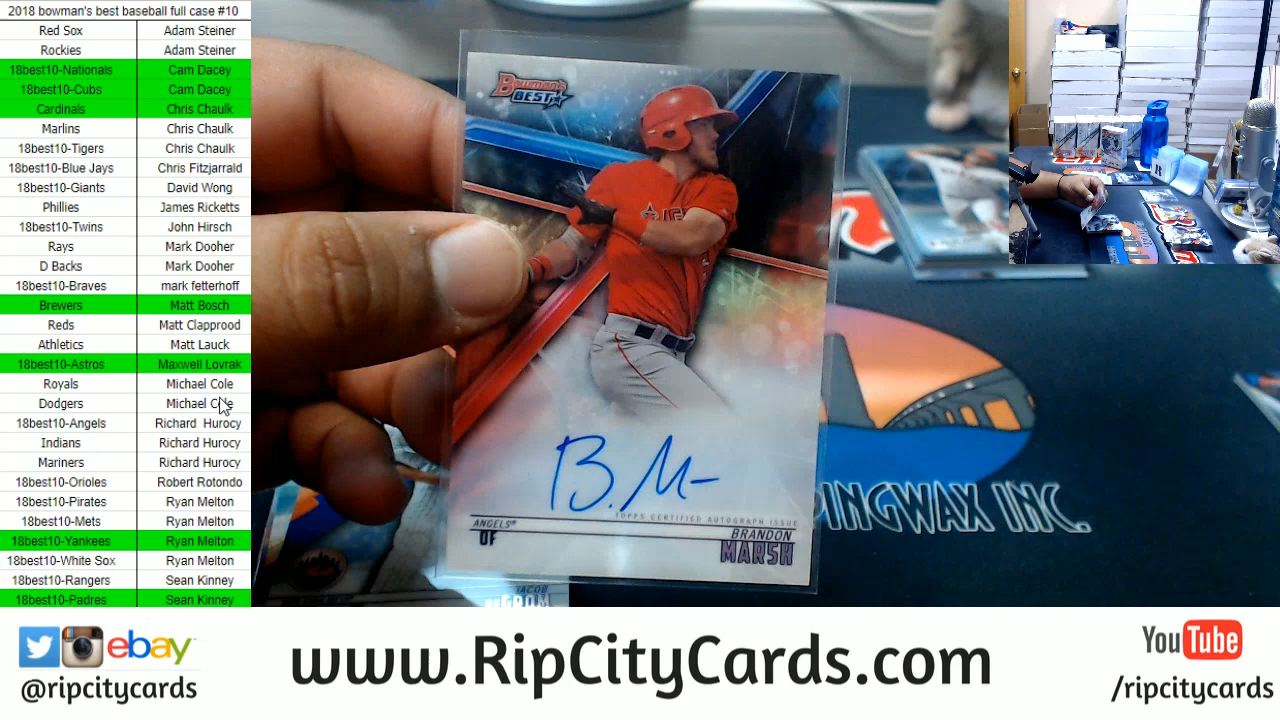 2018 bowman's best baseball full case #10
Red Sox Adam Steiner
Rockies Adam Steiner
18best10-Nationals Cam Dacey
18best10-Cubs Cam Dacey
Cardinals Chris Chaulk
Marlins Chris Chaulk
18best10-Tigers Chris Chaulk
18best10-Blue Jays Chris Fitzjarrald
18best10-Giants David Wong
Phillies James Ricketts
18best10-Twins John Hirsch
Rays Mark Dooher
D Backs Mark Dooher
18best10-Braves mark fetterhoff
Brewers Matt Bosch
Reds Matt Clapprood
Athletics Matt Lauck
18best10-Astros Maxwell Lovrak
Royals Michael Cole
Dodgers Michael Cole
18best10-Angels Richard Hurocy
Indians Richard Hurocy
Mariners Richard Hurocy
18best10-Orioles Robert Rotondo
18best10-Pirates Ryan Melton
18best10-Mets Ryan Melton
18best10-Yankees Ryan Melton
18best10-White Sox Ryan Melton
18best10-Rangers Sean Kinney
18best10-Padres Sean Kinney
Bowman's
BEST
B. M
TOPPS CERTIFIED AUTOGRAPH ISSUE
ANGELS®
OF
BRANDON
MARSH
JACOB
PINGWAX INC.
ebay
@ripcitycards
www.RipCityCards.com
YouTube
/ripcitycards